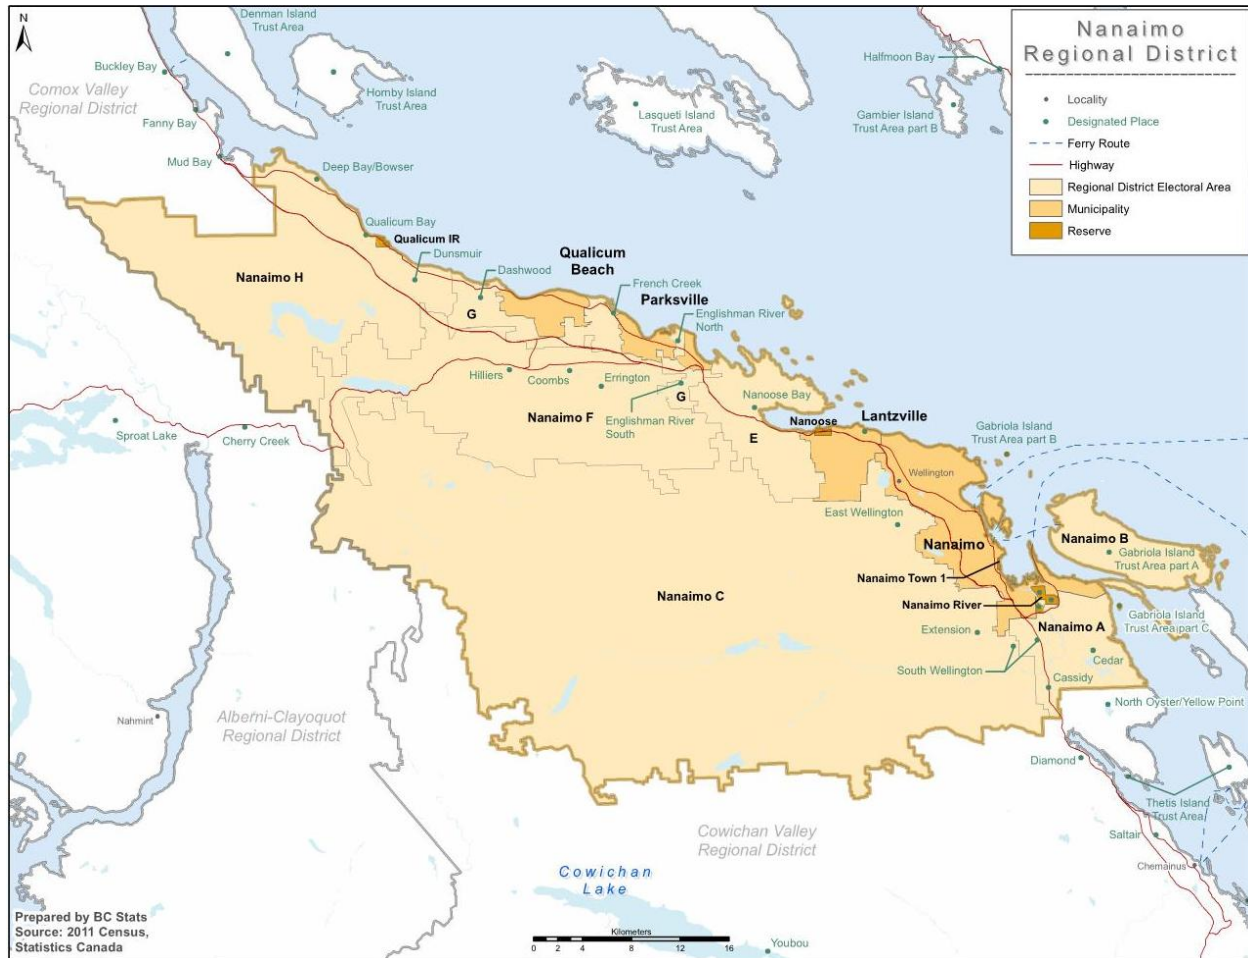 N
Denman Island
Trust Area
Buckley Bay
Comox Valley
Regional District
Hornby Island
Trust Area
Fanny Bay
Mud Bay
Lasqueti Island
Trust Area
Halfmoon Bay
Gambier Island
Trust Area part B
Nanaimo
Regional District
Locality
Designated Place
Ferry Route
Highway
Regional District Electoral Area
Municipality
Reserve
Deep Bay/Bowser
Qualicum Bay
Qualicum IR
Dunsmuir
Nanaimo H
Dashwood
Qualicum
Beach
French Creek
Parksville
Englishman River
North
G
Hilliers
Coombs
Errington
G
Nanaimo F
Englishman River
South
Nanoose Bay
Nanoose
Lantzville
E
Sproat Lake
Cherry Creek
Gabriola Island
Trust Area part B
Wellington
East Wellington
Nanaimo
Nanaimo B
Gabriola Island
Trust Area part A
Nanaimo Town 1
Nanaimo C
Nanaimo River
Nanaimo A
Gabriola Island
Trust Area part C
Extension
South Wellington
Cedar
Cassidy
North Oyster/Yellow Point
Nahmint
Alberni-Clayoquot
Regional District
Diamond
Thetis Island
Trust Area
Saltair
Chemainus
Cowichan Valley
Regional District
Cowichan
Lake
Youbou
Prepared by BC Stats
Source: 2011 Census,
Statistics Canada
Kilometers
0 2 4 8 12 16